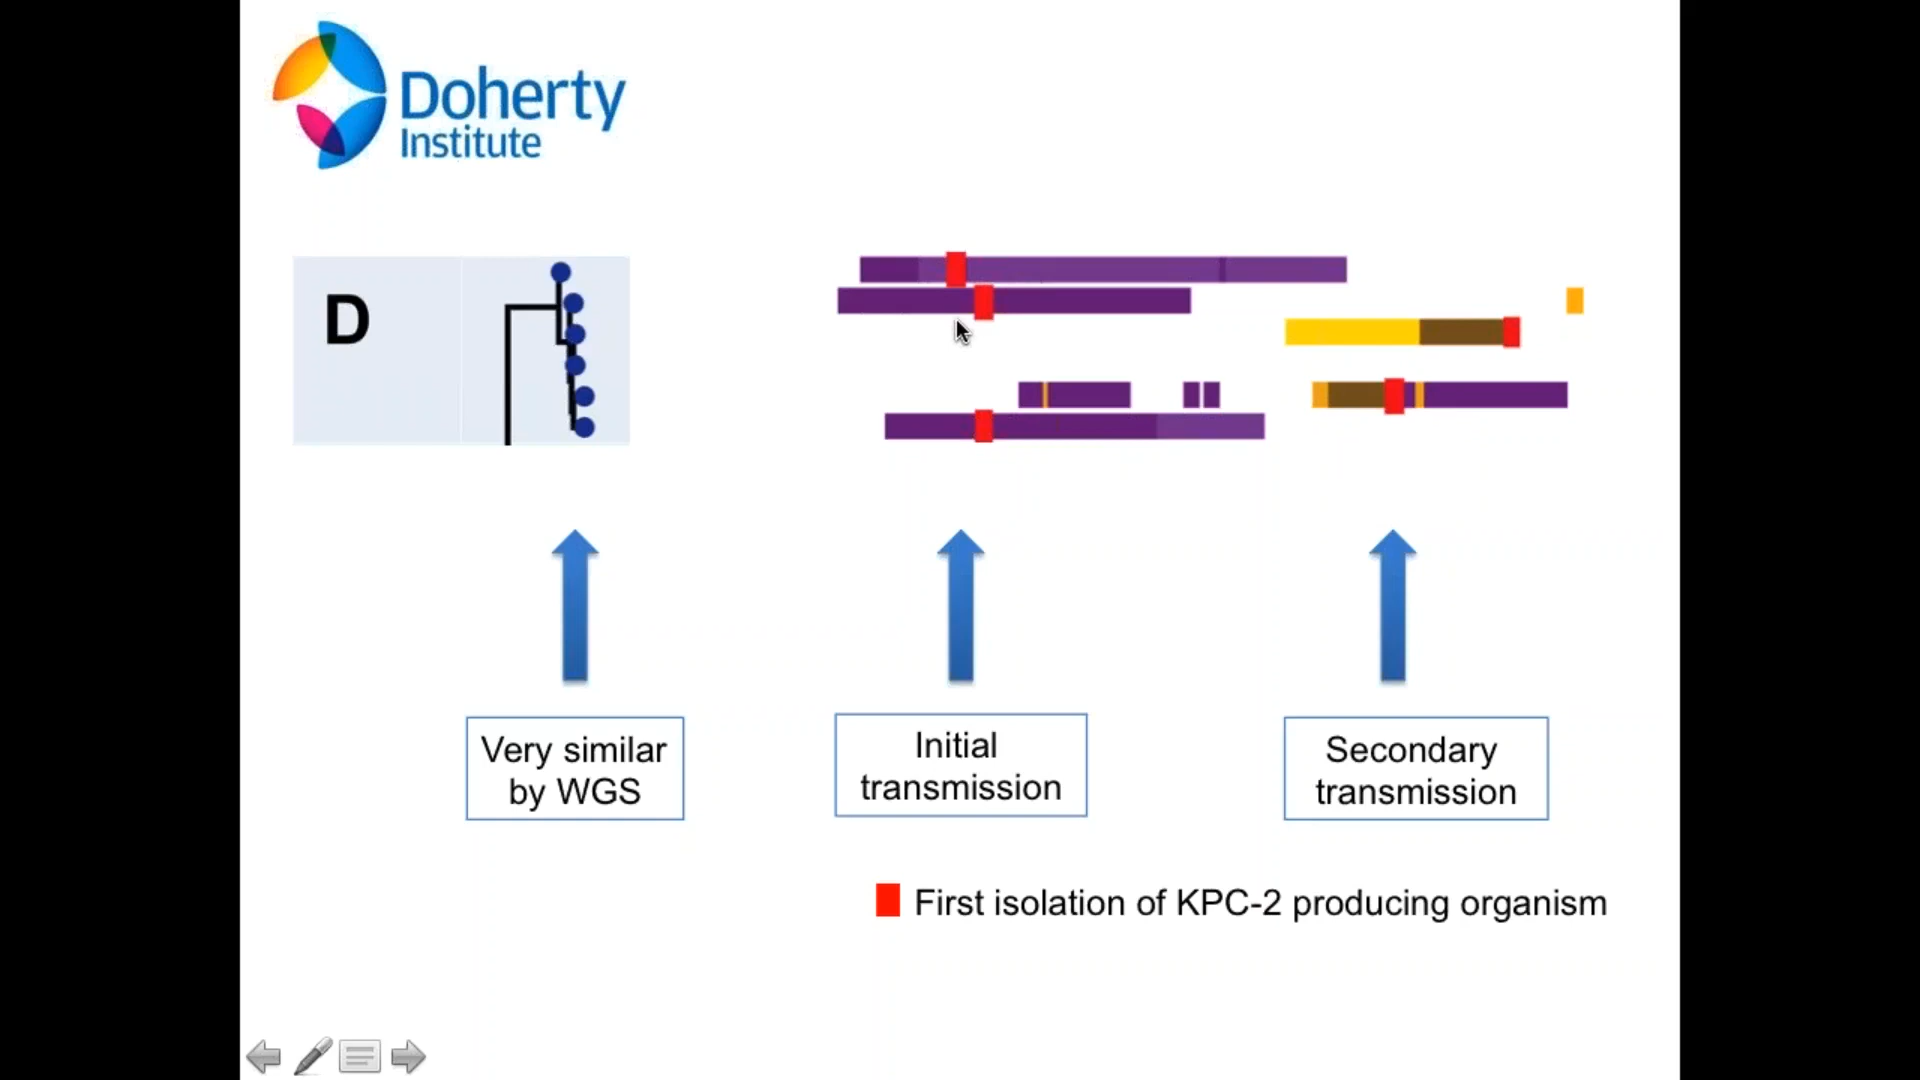 Doherty
Institute
D
Very similar
by WGS
Initial
transmission
Secondary
transmission
First isolation of KPC-2 producing organism